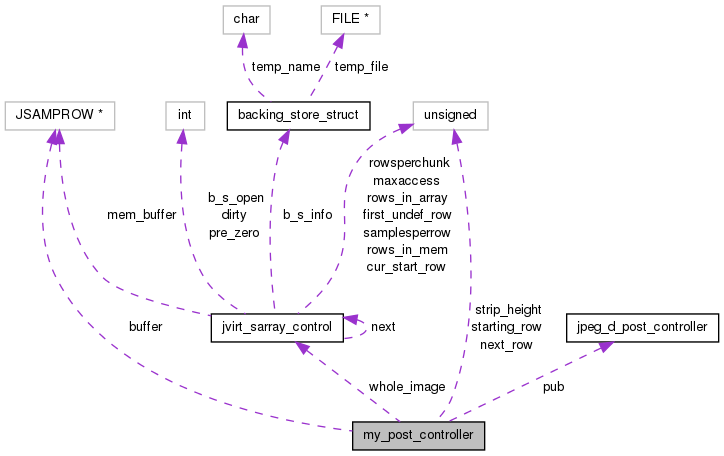 char
FILE *
temp_name
temp_file
JSAMPROW *
int
backing_store_struct
unsigned
rowsperchunk
maxaccess
rows_in_array
first_undef_row
samplesperrow
rows_in_mem
cur_start_row
mem_buffer
b_s_open
dirty
pre_zero
b_s_info
buffer
jvirt_sarray_control
next
strip_height
starting_row
next_row
jpeg_d_post_controller
whole_image
pub
my_post_controller